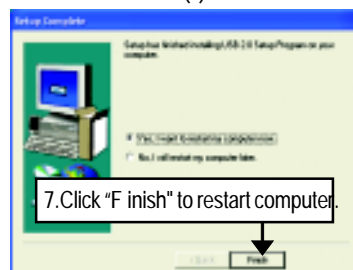 Setup Complete
Setup has finished installing USB 2.0 Setup Program on your
computer.
Yes, I want to restart my computer now.
No, I will restart my computer later.
7.Click “F inish" to restart computer.
Finish